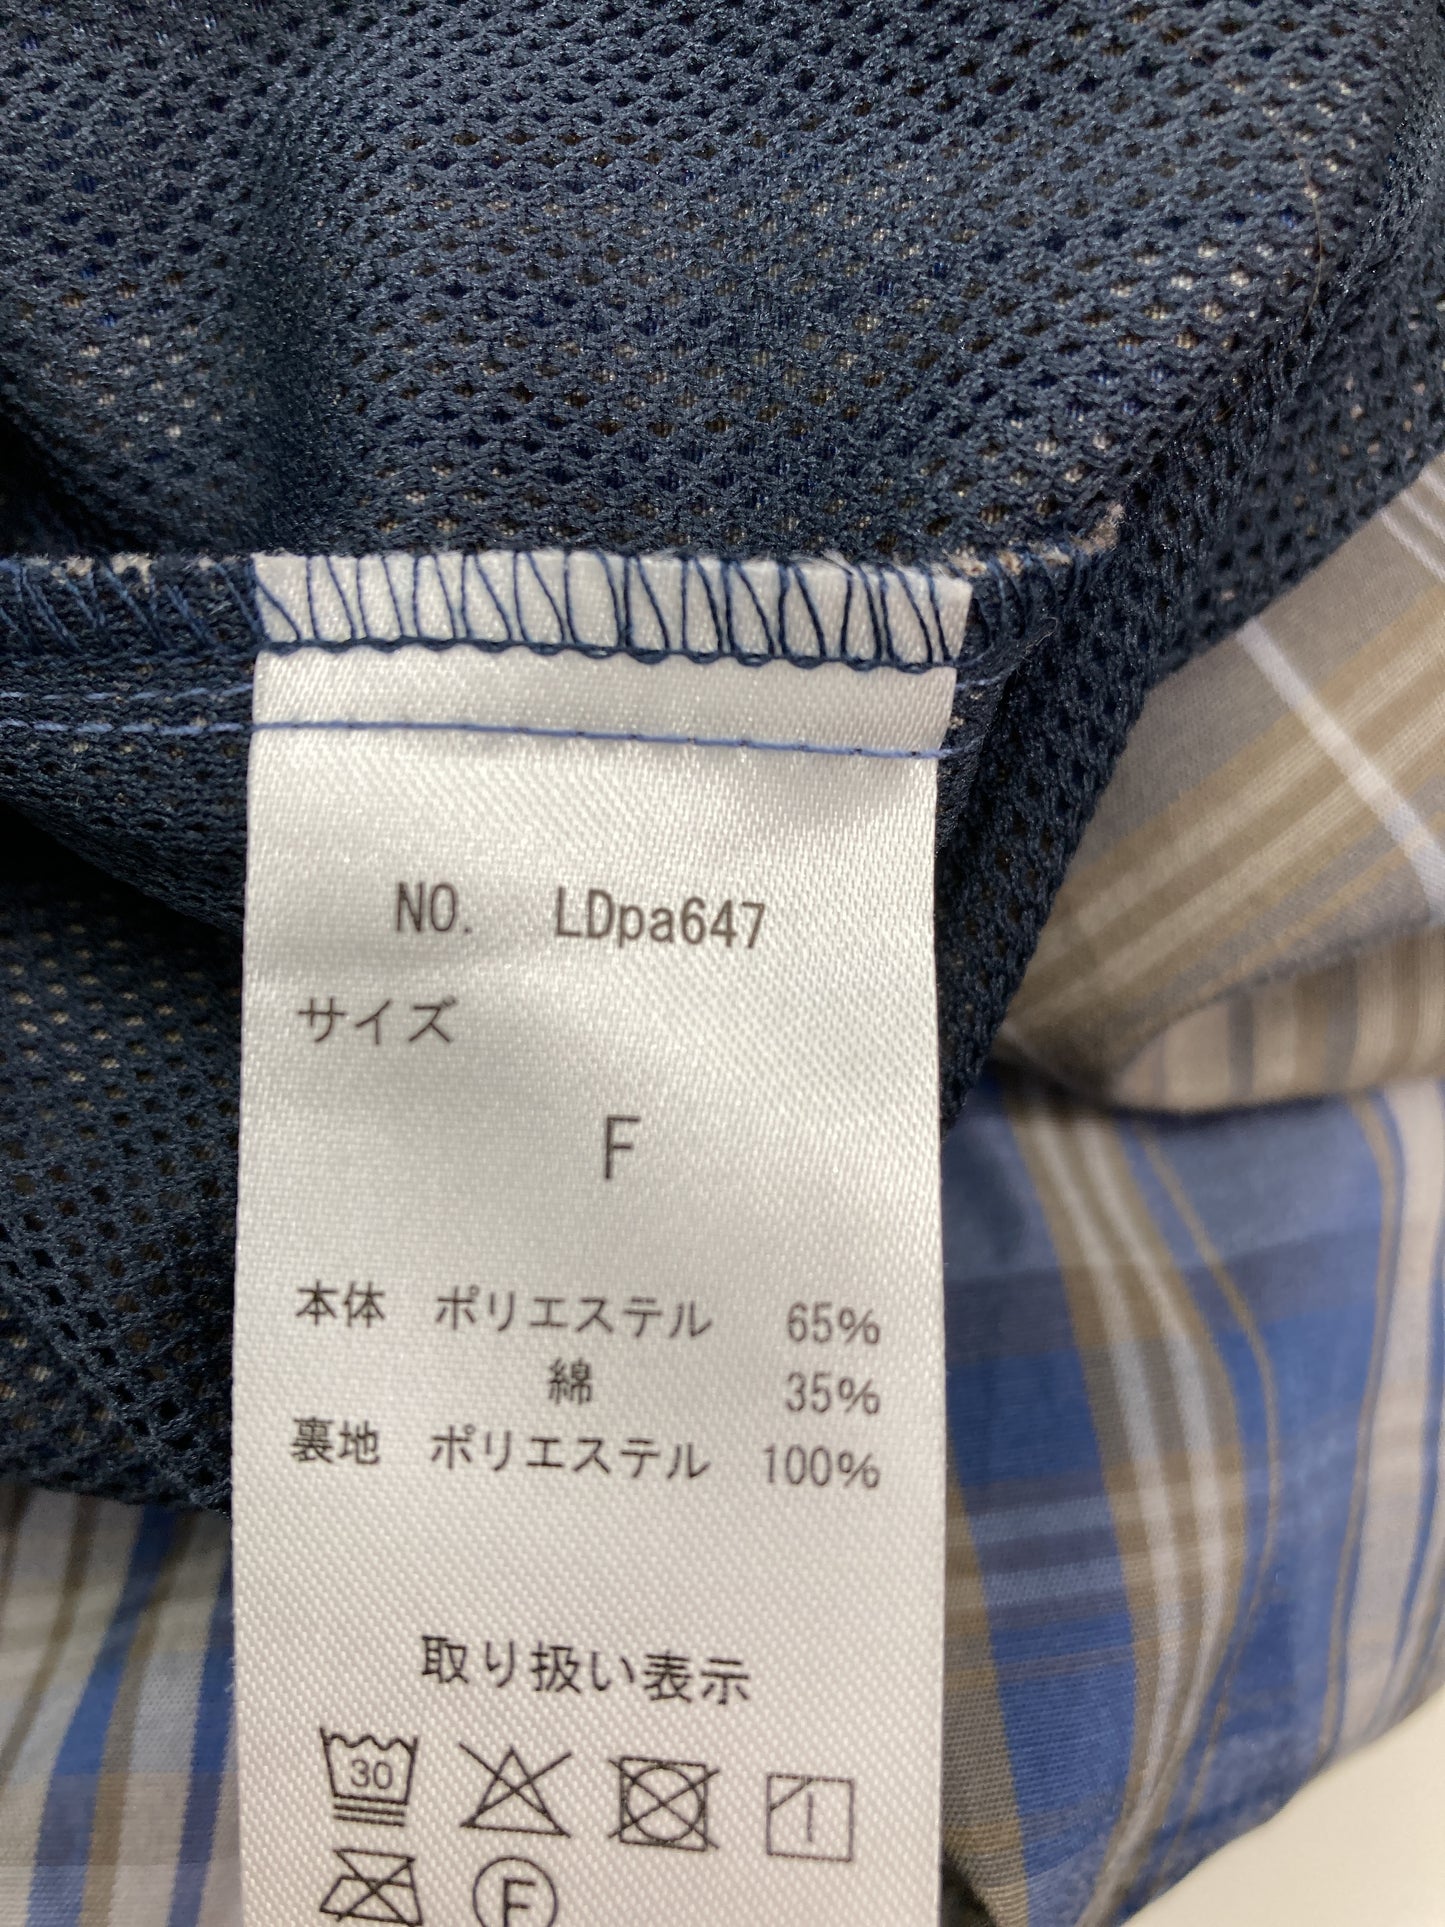 NO. LDpa647
サイズ
F
本体 ポリエステル 65%
綿 35%
裏地 ポリエステル 100%
取り扱い表示
30
F